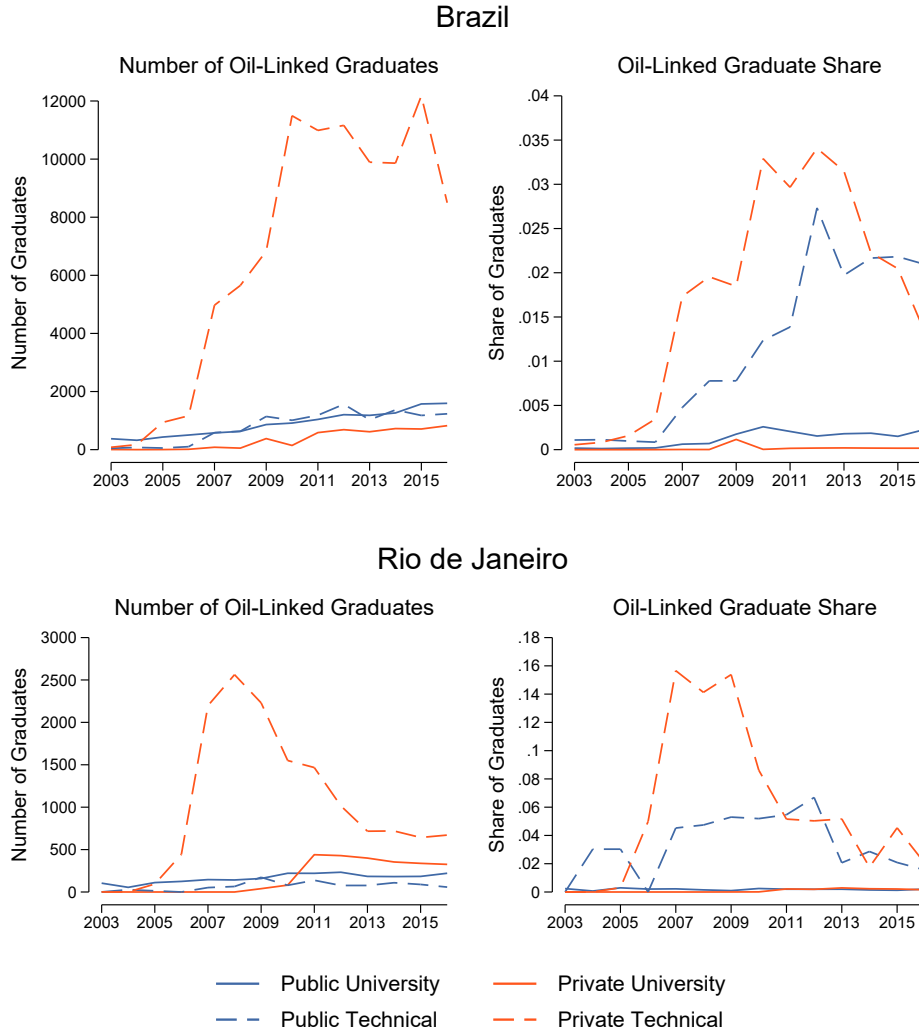 Brazil
Number of Oil-Linked Graduates
Number of Graduates
12000
10000
8000
6000
4000
2000
0
2003 2005 2007 2009 2011 2013 2015
Oil-Linked Graduate Share
Share of Graduates
.04
.035
.03
.025
.02
.015
.01
.005
0
2003 2005 2007 2009 2011 2013 2015
Rio de Janeiro
Number of Oil-Linked Graduates
Number of Graduates
3000
2500
2000
1500
1000
500
0
2003 2005 2007 2009 2011 2013 2015
Oil-Linked Graduate Share
Share of Graduates
.18
.16
.14
.12
.1
.08
.06
.04
.02
0
2003 2005 2007 2009 2011 2013 2015
Public University
Private University
Public Technical
Private Technical